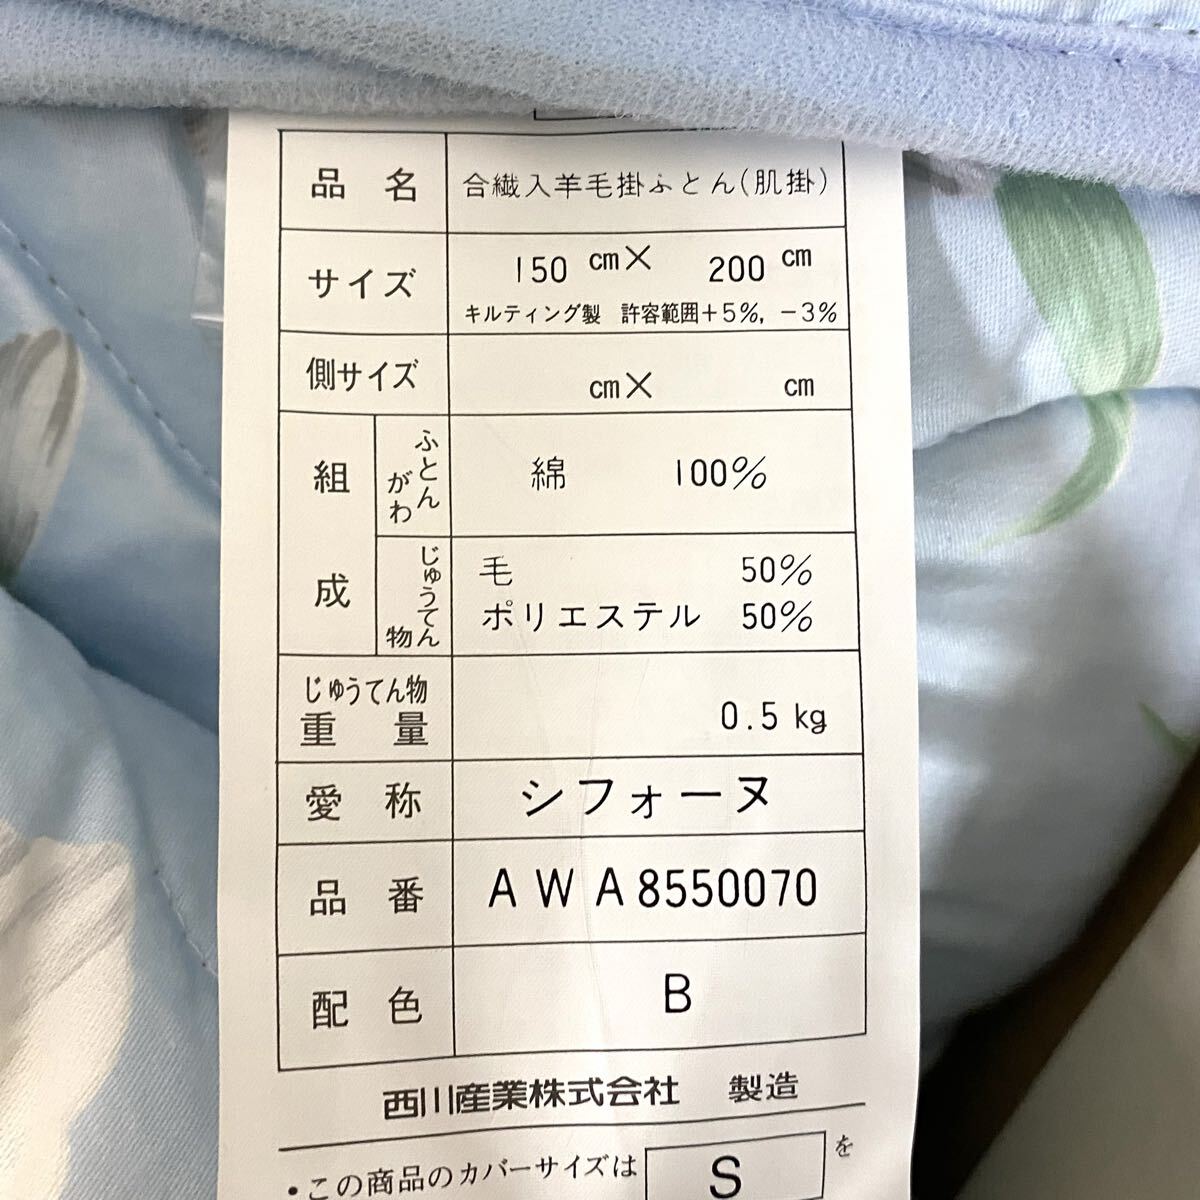 品名 合繊入羊毛掛ふとん(肌掛)
サイズ 150 cm× 200 cm
キルティング製 許容範囲+5%, −3%
側サイズ cm× cm
組成 ふとんがわ 綿 100%
じゅうてん物 毛 50%
ポリエステル 50%
じゅうてん物重量 0.5 kg
愛称 シフォーヌ
品番 AWA8550070
配色 B
西川産業株式会社 製造
・この商品のカバーサイズは S を